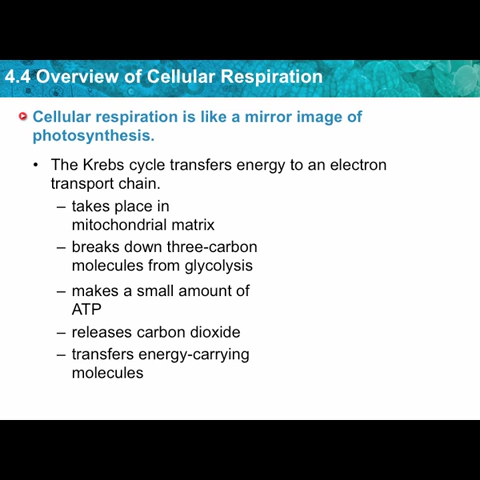 4.4 Overview of Cellular Respiration
Cellular respiration is like a mirror image of
photosynthesis.
• The Krebs cycle transfers energy to an electron
transport chain.
– takes place in
mitochondrial matrix
– breaks down three-carbon
molecules from glycolysis
– makes a small amount of
ATP
– releases carbon dioxide
– transfers energy-carrying
molecules